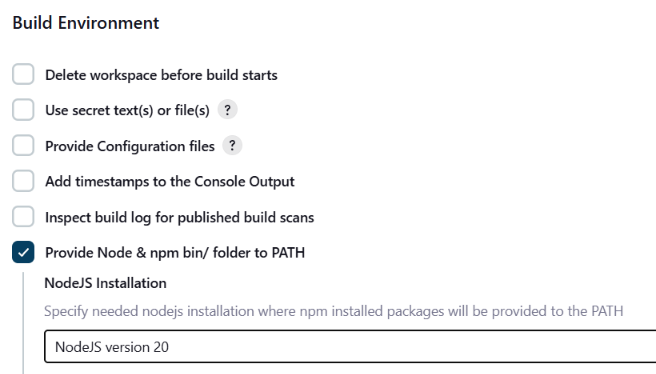 Build Environment
Delete workspace before build starts
Use secret text(s) or file(s) ?
Provide Configuration files ?
Add timestamps to the Console Output
Inspect build log for published build scans
Provide Node & npm bin/ folder to PATH
NodeJS Installation
Specify needed nodejs installation where npm installed packages will be provided to the PATH
NodeJS version 20